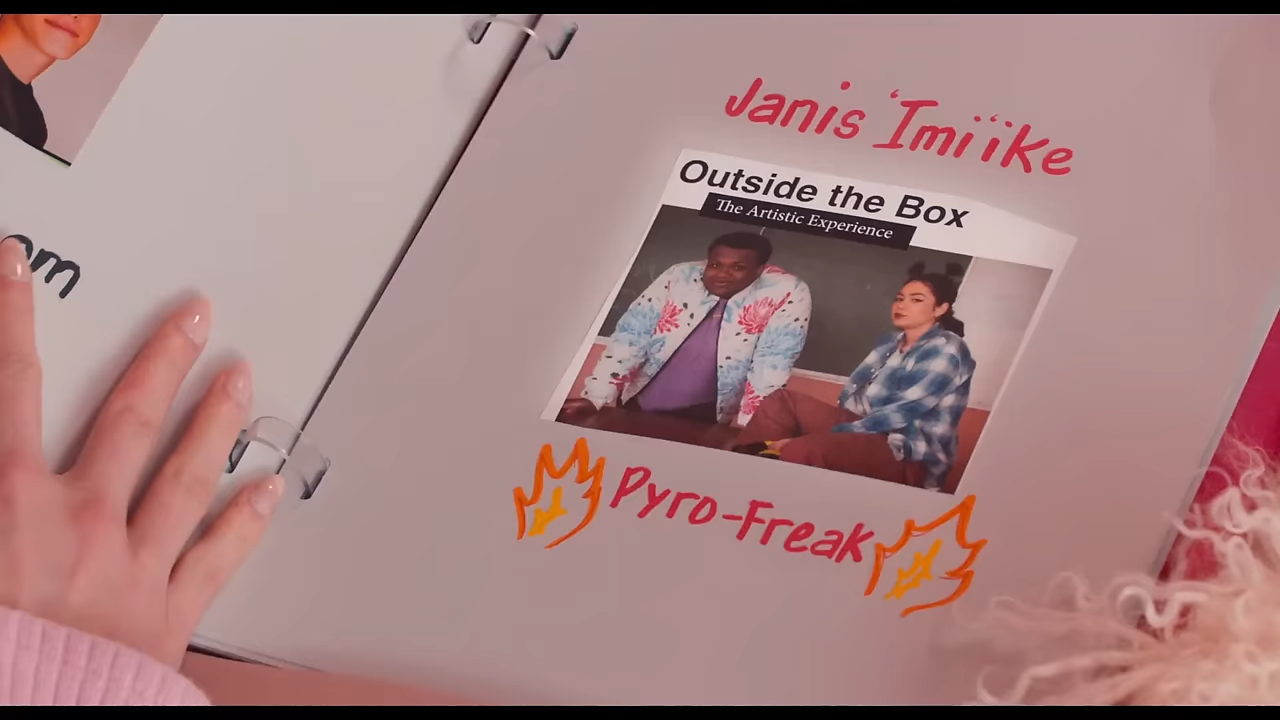 Janis 'Imi'ike
Outside the Box
The Artistic Experience
Pyro-Freak